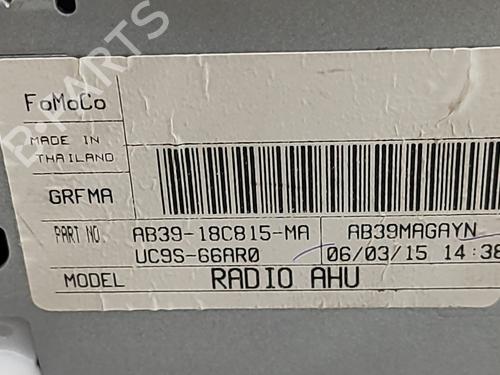 B-PARTS
FoMoCo
MADE IN
THAILAND
GRFMA
PART NO. AB39-18C815-MA AB39MAGAYN
UC9S-66AR0 06/03/15 14:38
MODEL RADIO AHU